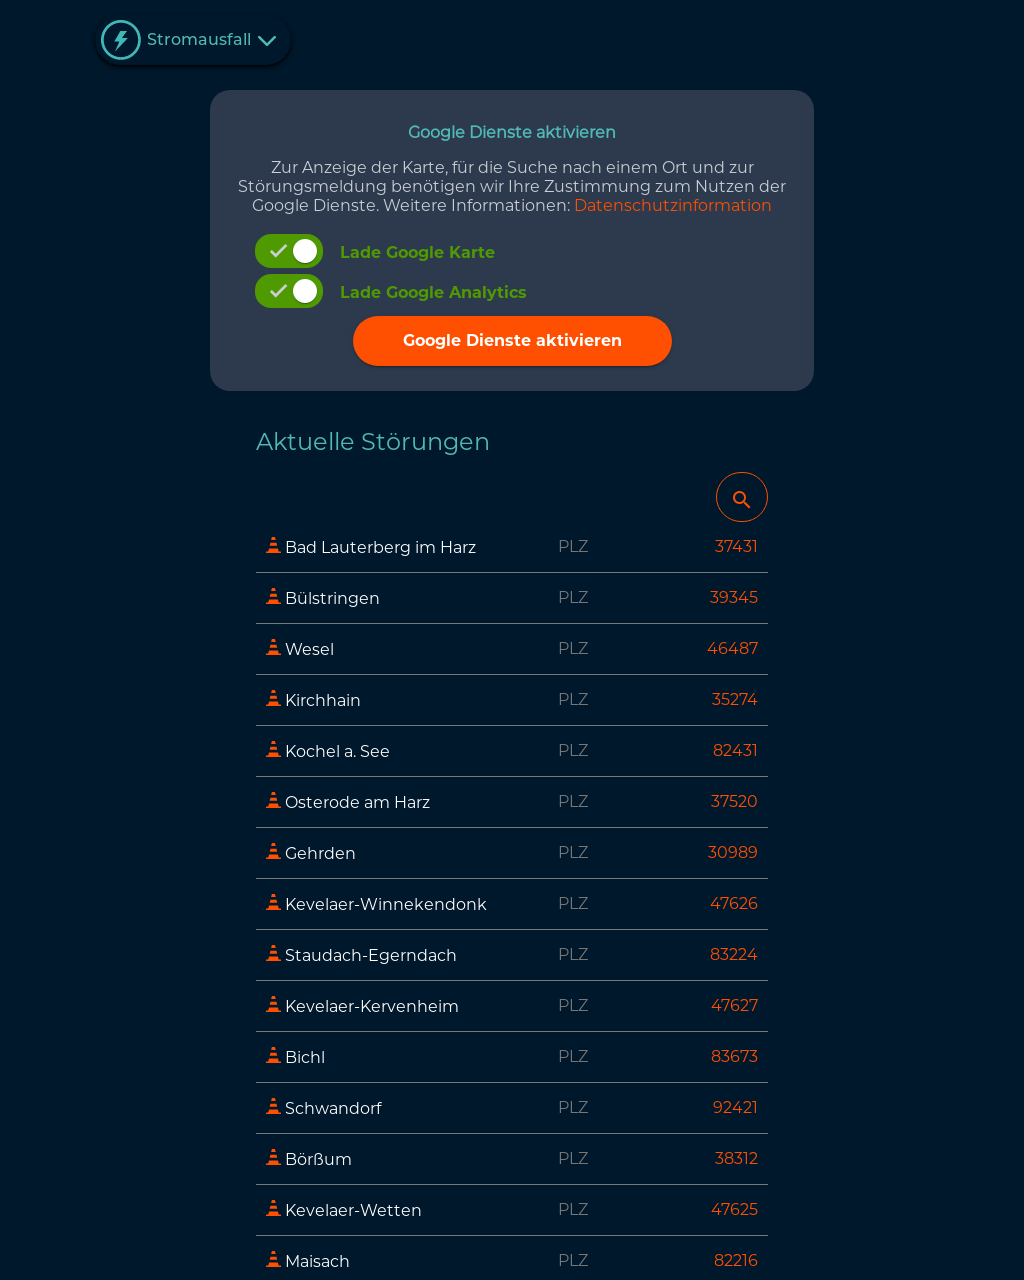 Stromausfall
Google Dienste aktivieren
Zur Anzeige der Karte, für die Suche nach einem Ort und zur
Störungsmeldung benötigen wir Ihre Zustimmung zum Nutzen der
Google Dienste. Weitere Informationen: Datenschutzinformation
Lade Google Karte
Lade Google Analytics
Google Dienste aktivieren
Aktuelle Störungen
Bad Lauterberg im Harz PLZ 37431
Bülstringen PLZ 39345
Wesel PLZ 46487
Kirchhain PLZ 35274
Kochel a. See PLZ 82431
Osterode am Harz PLZ 37520
Gehrden PLZ 30989
Kevelaer-Winnekendonk PLZ 47626
Staudach-Egerndach PLZ 83224
Kevelaer-Kervenheim PLZ 47627
Bichl PLZ 83673
Schwandorf PLZ 92421
Börßum PLZ 38312
Kevelaer-Wetten PLZ 47625
Maisach PLZ 82216